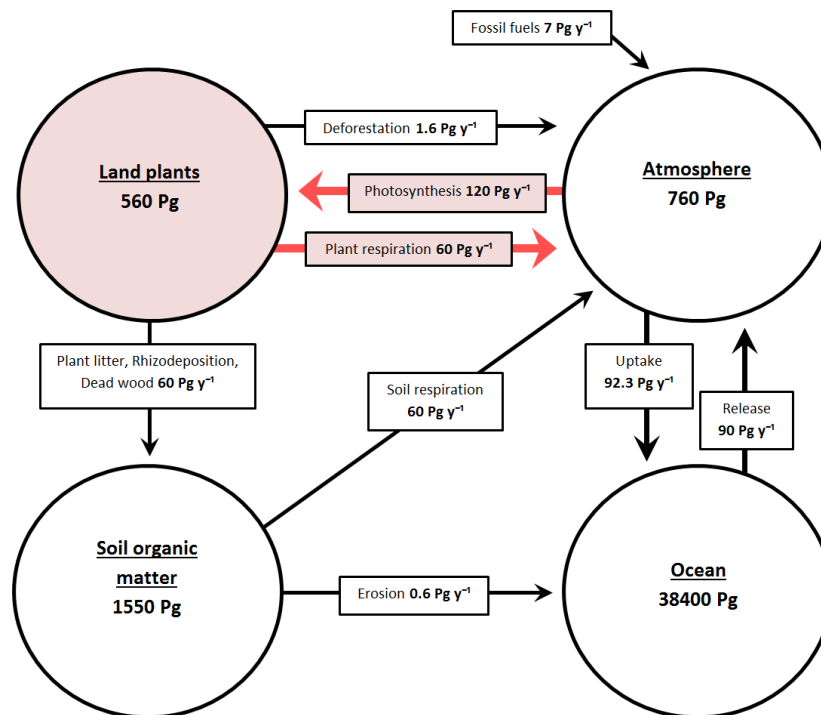 Fossil fuels 7 Pg y⁻¹
Deforestation 1.6 Pg y⁻¹
Land plants
560 Pg
Atmosphere
760 Pg
Photosynthesis 120 Pg y⁻¹
Plant respiration 60 Pg y⁻¹
Plant litter, Rhizodeposition,
Dead wood 60 Pg y⁻¹
Soil respiration
60 Pg y⁻¹
Uptake
92.3 Pg y⁻¹
Release
90 Pg y⁻¹
Soil organic
matter
1550 Pg
Erosion 0.6 Pg y⁻¹
Ocean
38400 Pg